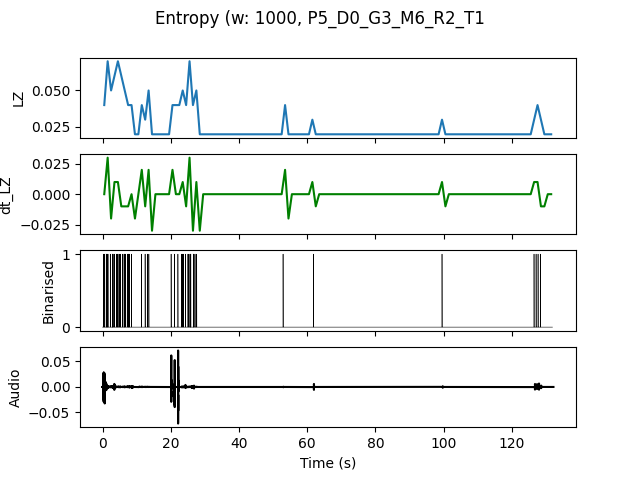 Entropy (w: 1000, P5_D0_G3_M6_R2_T1
LZ
0.050
0.025
dt_LZ
0.025
0.000
−0.025
Binarised
1
0
Audio
0.05
0.00
−0.05
0 20 40 60 80 100 120
Time (s)